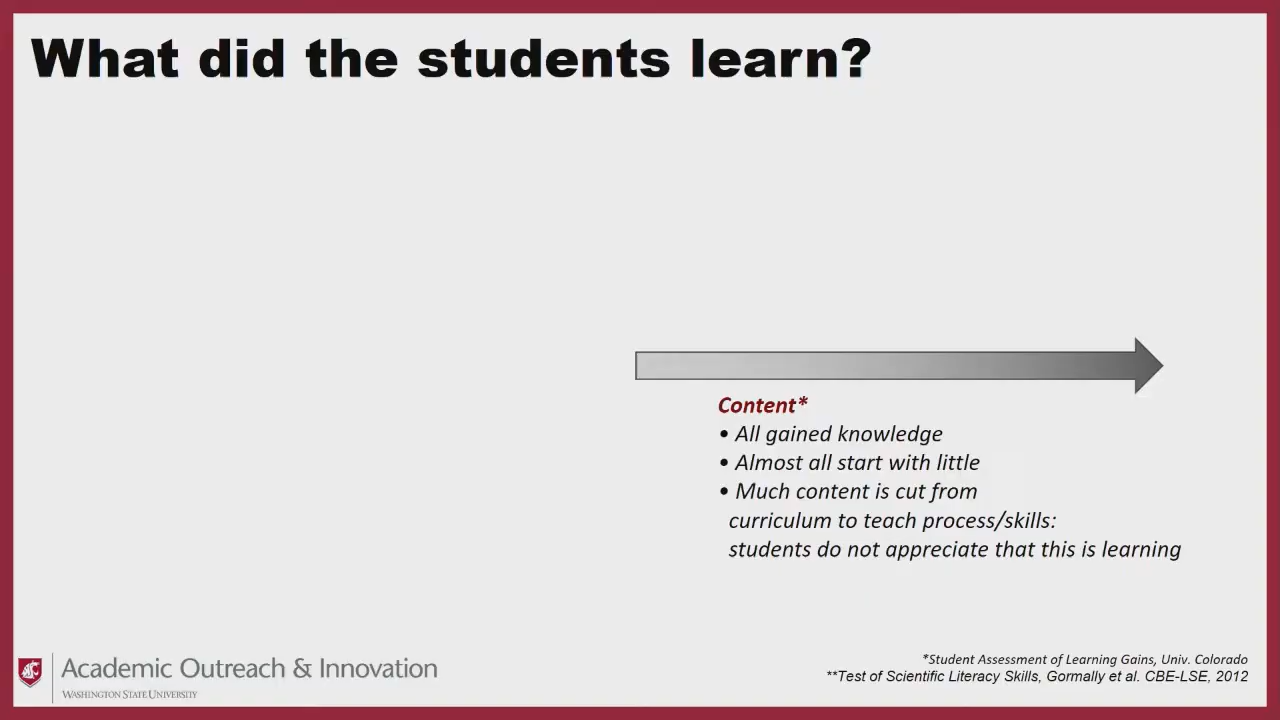 What did the students learn?
Content*
• All gained knowledge
• Almost all start with little
• Much content is cut from
curriculum to teach process/skills:
students do not appreciate that this is learning
Academic Outreach & Innovation
WASHINGTON STATE UNIVERSITY
*Student Assessment of Learning Gains, Univ. Colorado
**Test of Scientific Literacy Skills, Gormally et al. CBE-LSE, 2012